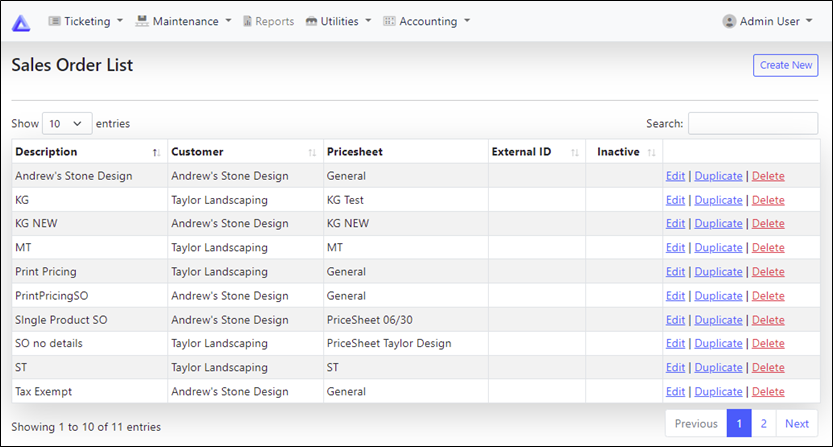 Ticketing Maintenance Reports Utilities Accounting Admin User
Sales Order List Create New
Show 10 entries Search:
Description Customer Pricesheet External ID Inactive
Andrew's Stone Design Andrew's Stone Design General Edit | Duplicate | Delete
KG Taylor Landscaping KG Test Edit | Duplicate | Delete
KG NEW Andrew's Stone Design KG NEW Edit | Duplicate | Delete
MT Taylor Landscaping MT Edit | Duplicate | Delete
Print Pricing Taylor Landscaping General Edit | Duplicate | Delete
PrintPricingSO Andrew's Stone Design General Edit | Duplicate | Delete
SIngle Product SO Andrew's Stone Design PriceSheet 06/30 Edit | Duplicate | Delete
SO no details Taylor Landscaping PriceSheet Taylor Design Edit | Duplicate | Delete
ST Taylor Landscaping ST Edit | Duplicate | Delete
Tax Exempt Andrew's Stone Design General Edit | Duplicate | Delete
Showing 1 to 10 of 11 entries Previous 1 2 Next